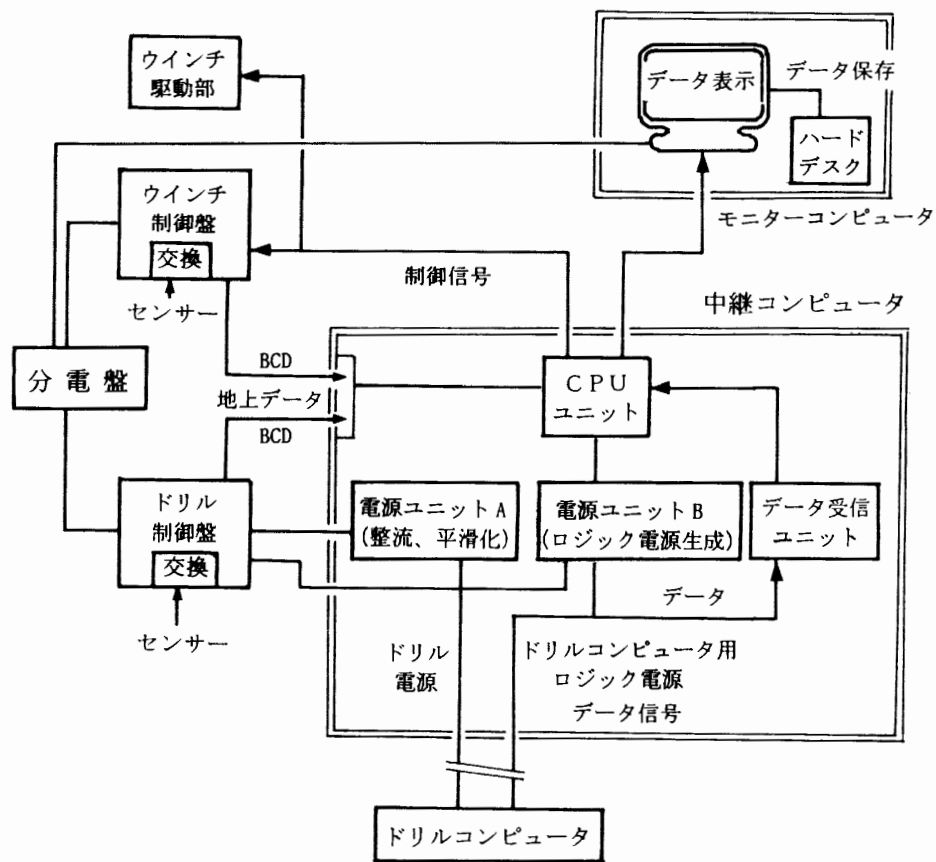 ウインチ
駆動部
データ表示
データ保存
ハード
デスク
モニターコンピュータ
ウインチ
制御盤
交換
センサー
制御信号
中継コンピュータ
分電盤
BCD
地上データ
BCD
CPU
ユニット
ドリル
制御盤
交換
センサー
電源ユニットA
(整流、平滑化)
電源ユニットB
(ロジック電源生成)
データ受信
ユニット
データ
ドリル
電源
ドリルコンピュータ用
ロジック電源
データ信号
ドリルコンピュータ